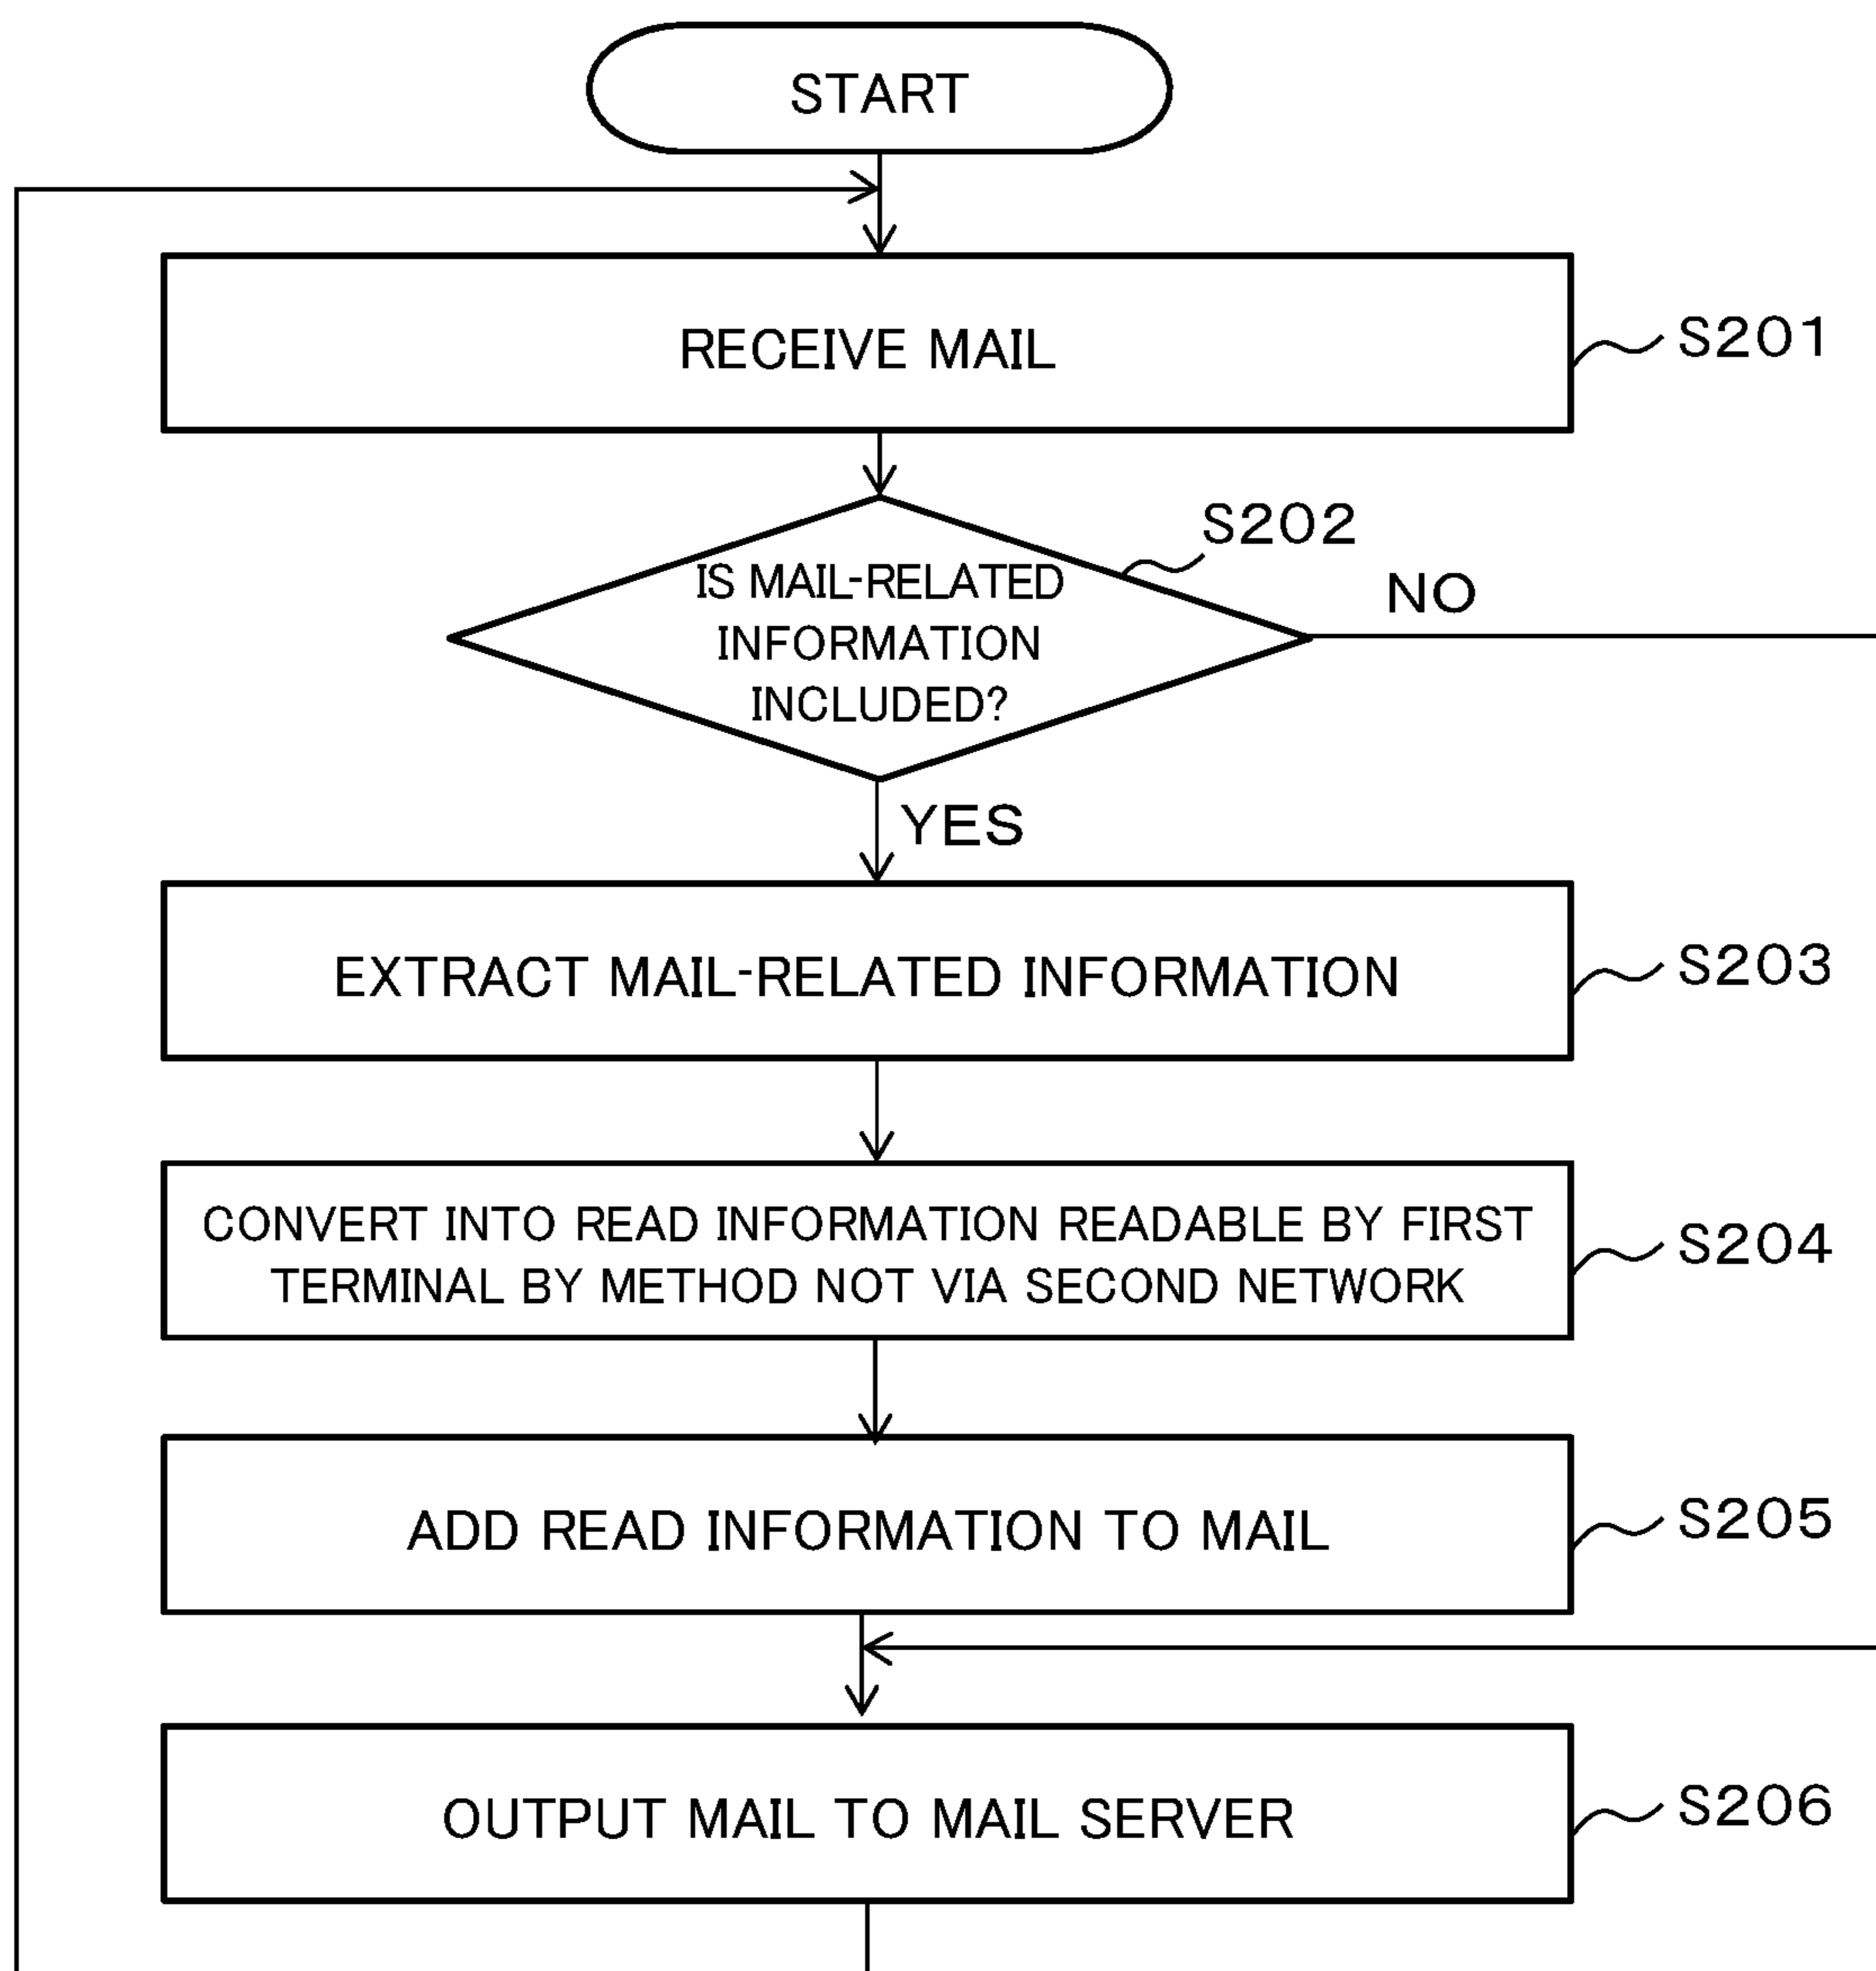 START
RECEIVE MAIL
S201
S202
IS MAIL-RELATED
INFORMATION
INCLUDED?
NO
YES
EXTRACT MAIL-RELATED INFORMATION
S203
CONVERT INTO READ INFORMATION READABLE BY FIRST
TERMINAL BY METHOD NOT VIA SECOND NETWORK
S204
ADD READ INFORMATION TO MAIL
S205
OUTPUT MAIL TO MAIL SERVER
S206